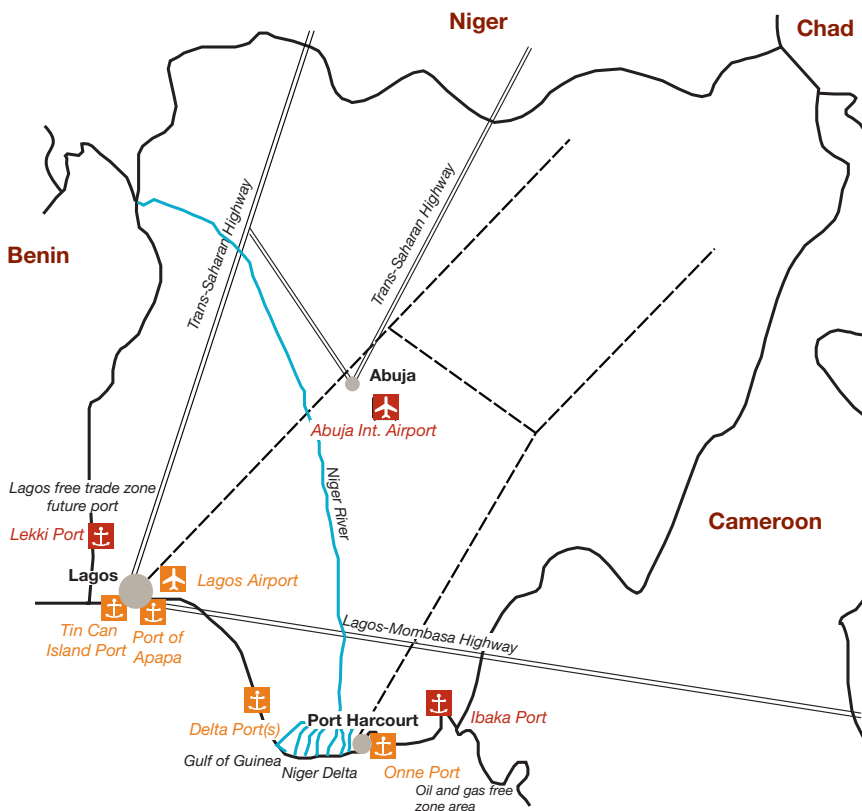 Niger
Chad
Trans-Saharan Highway
Trans-Saharan Highway
Benin
Abuja
Abuja Int. Airport
Niger River
Lagos free trade zone
future port
Lekki Port
Cameroon
Lagos
Lagos Airport
Tin Can
Island Port
Port of
Apapa
Lagos-Mombasa Highway
Delta Port(s)
Port Harcourt
Ibaka Port
Gulf of Guinea
Niger Delta
Onne Port
Oil and gas free
zone area